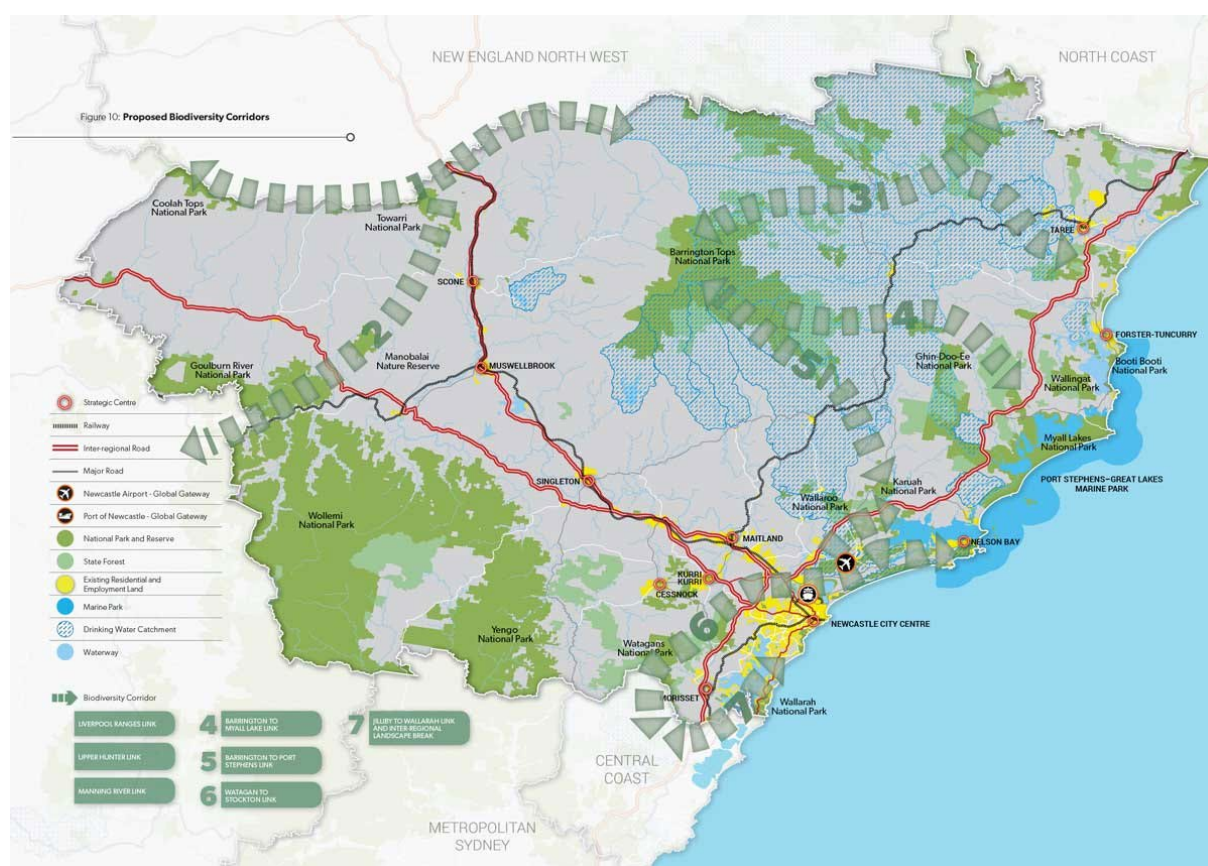 NEW ENGLAND NORTH WEST
NORTH COAST
Figure 10: Proposed Biodiversity Corridors
Coolah Tops
National Park
Towarri
National Park
1
3
TAREE
Barrington Tops
National Park
SCONE
2
4
FORSTER-TUNCURRY
Goulburn River
National Park
Manobalai
Nature Reserve
MUSWELLBROOK
5
Ghin-Doo-Ee
National Park
Booti Booti
National Park
Wallingat
National Park
Myall Lakes
National Park
SINGLETON
PORT STEPHENS–GREAT LAKES
MARINE PARK
Karuah
National Park
Wallaroo
National Park
Wollemi
National Park
MAITLAND
NELSON BAY
KURRI
KURRI
CESSNOCK
NEWCASTLE CITY CENTRE
6
Yengo
National Park
Watagans
National Park
MORISSET
7
Wallarah
National Park
CENTRAL
COAST
METROPOLITAN
SYDNEY
Strategic Centre
Railway
Inter-regional Road
Major Road
Newcastle Airport - Global Gateway
Port of Newcastle - Global Gateway
National Park and Reserve
State Forest
Existing Residential and
Employment Land
Marine Park
Drinking Water Catchment
Waterway
Biodiversity Corridor
LIVERPOOL RANGES LINK
UPPER HUNTER LINK
MANNING RIVER LINK
4 BARRINGTON TO
MYALL LAKE LINK
5 BARRINGTON TO PORT
STEPHENS LINK
6 WATAGAN TO
STOCKTON LINK
7 JILLIBY TO WALLARAH LINK
AND INTER-REGIONAL
LANDSCAPE BREAK